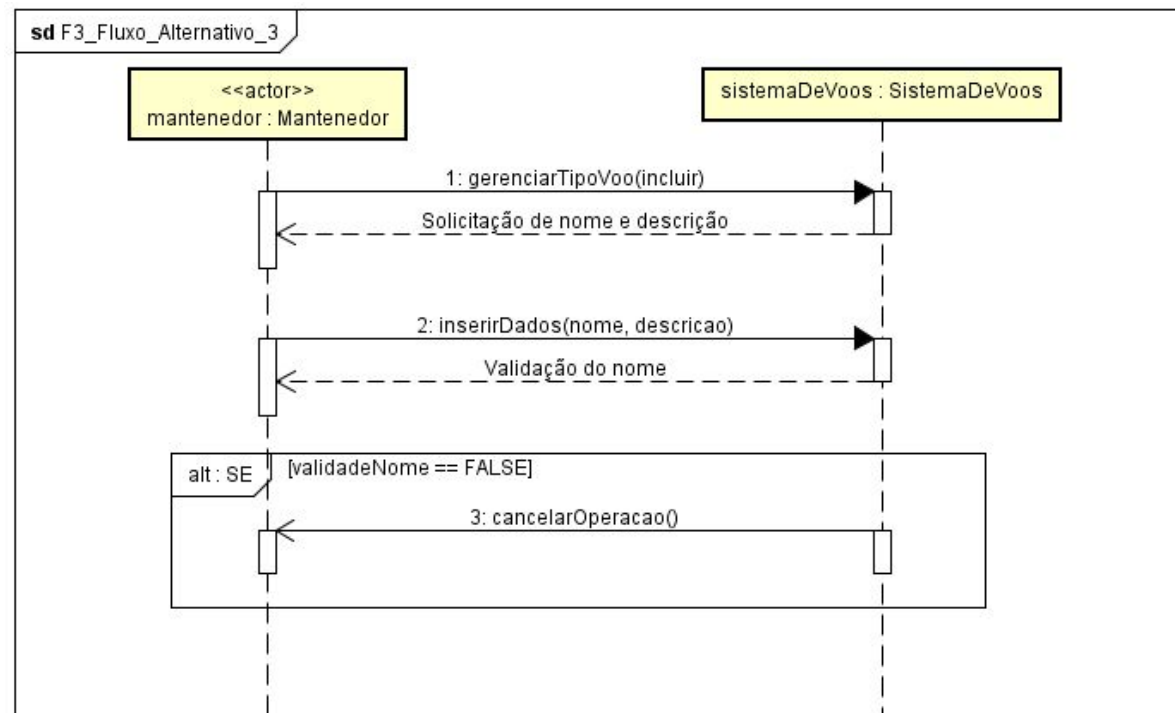 sd F3_Fluxo_Alternativo_3
<<actor>>
mantenedor : Mantenedor
sistemaDeVoos : SistemaDeVoos
1: gerenciarTipoVoo(incluir)
Solicitação de nome e descrição
2: inserirDados(nome, descricao)
Validação do nome
alt : SE
[validadeNome == FALSE]
3: cancelarOperacao()